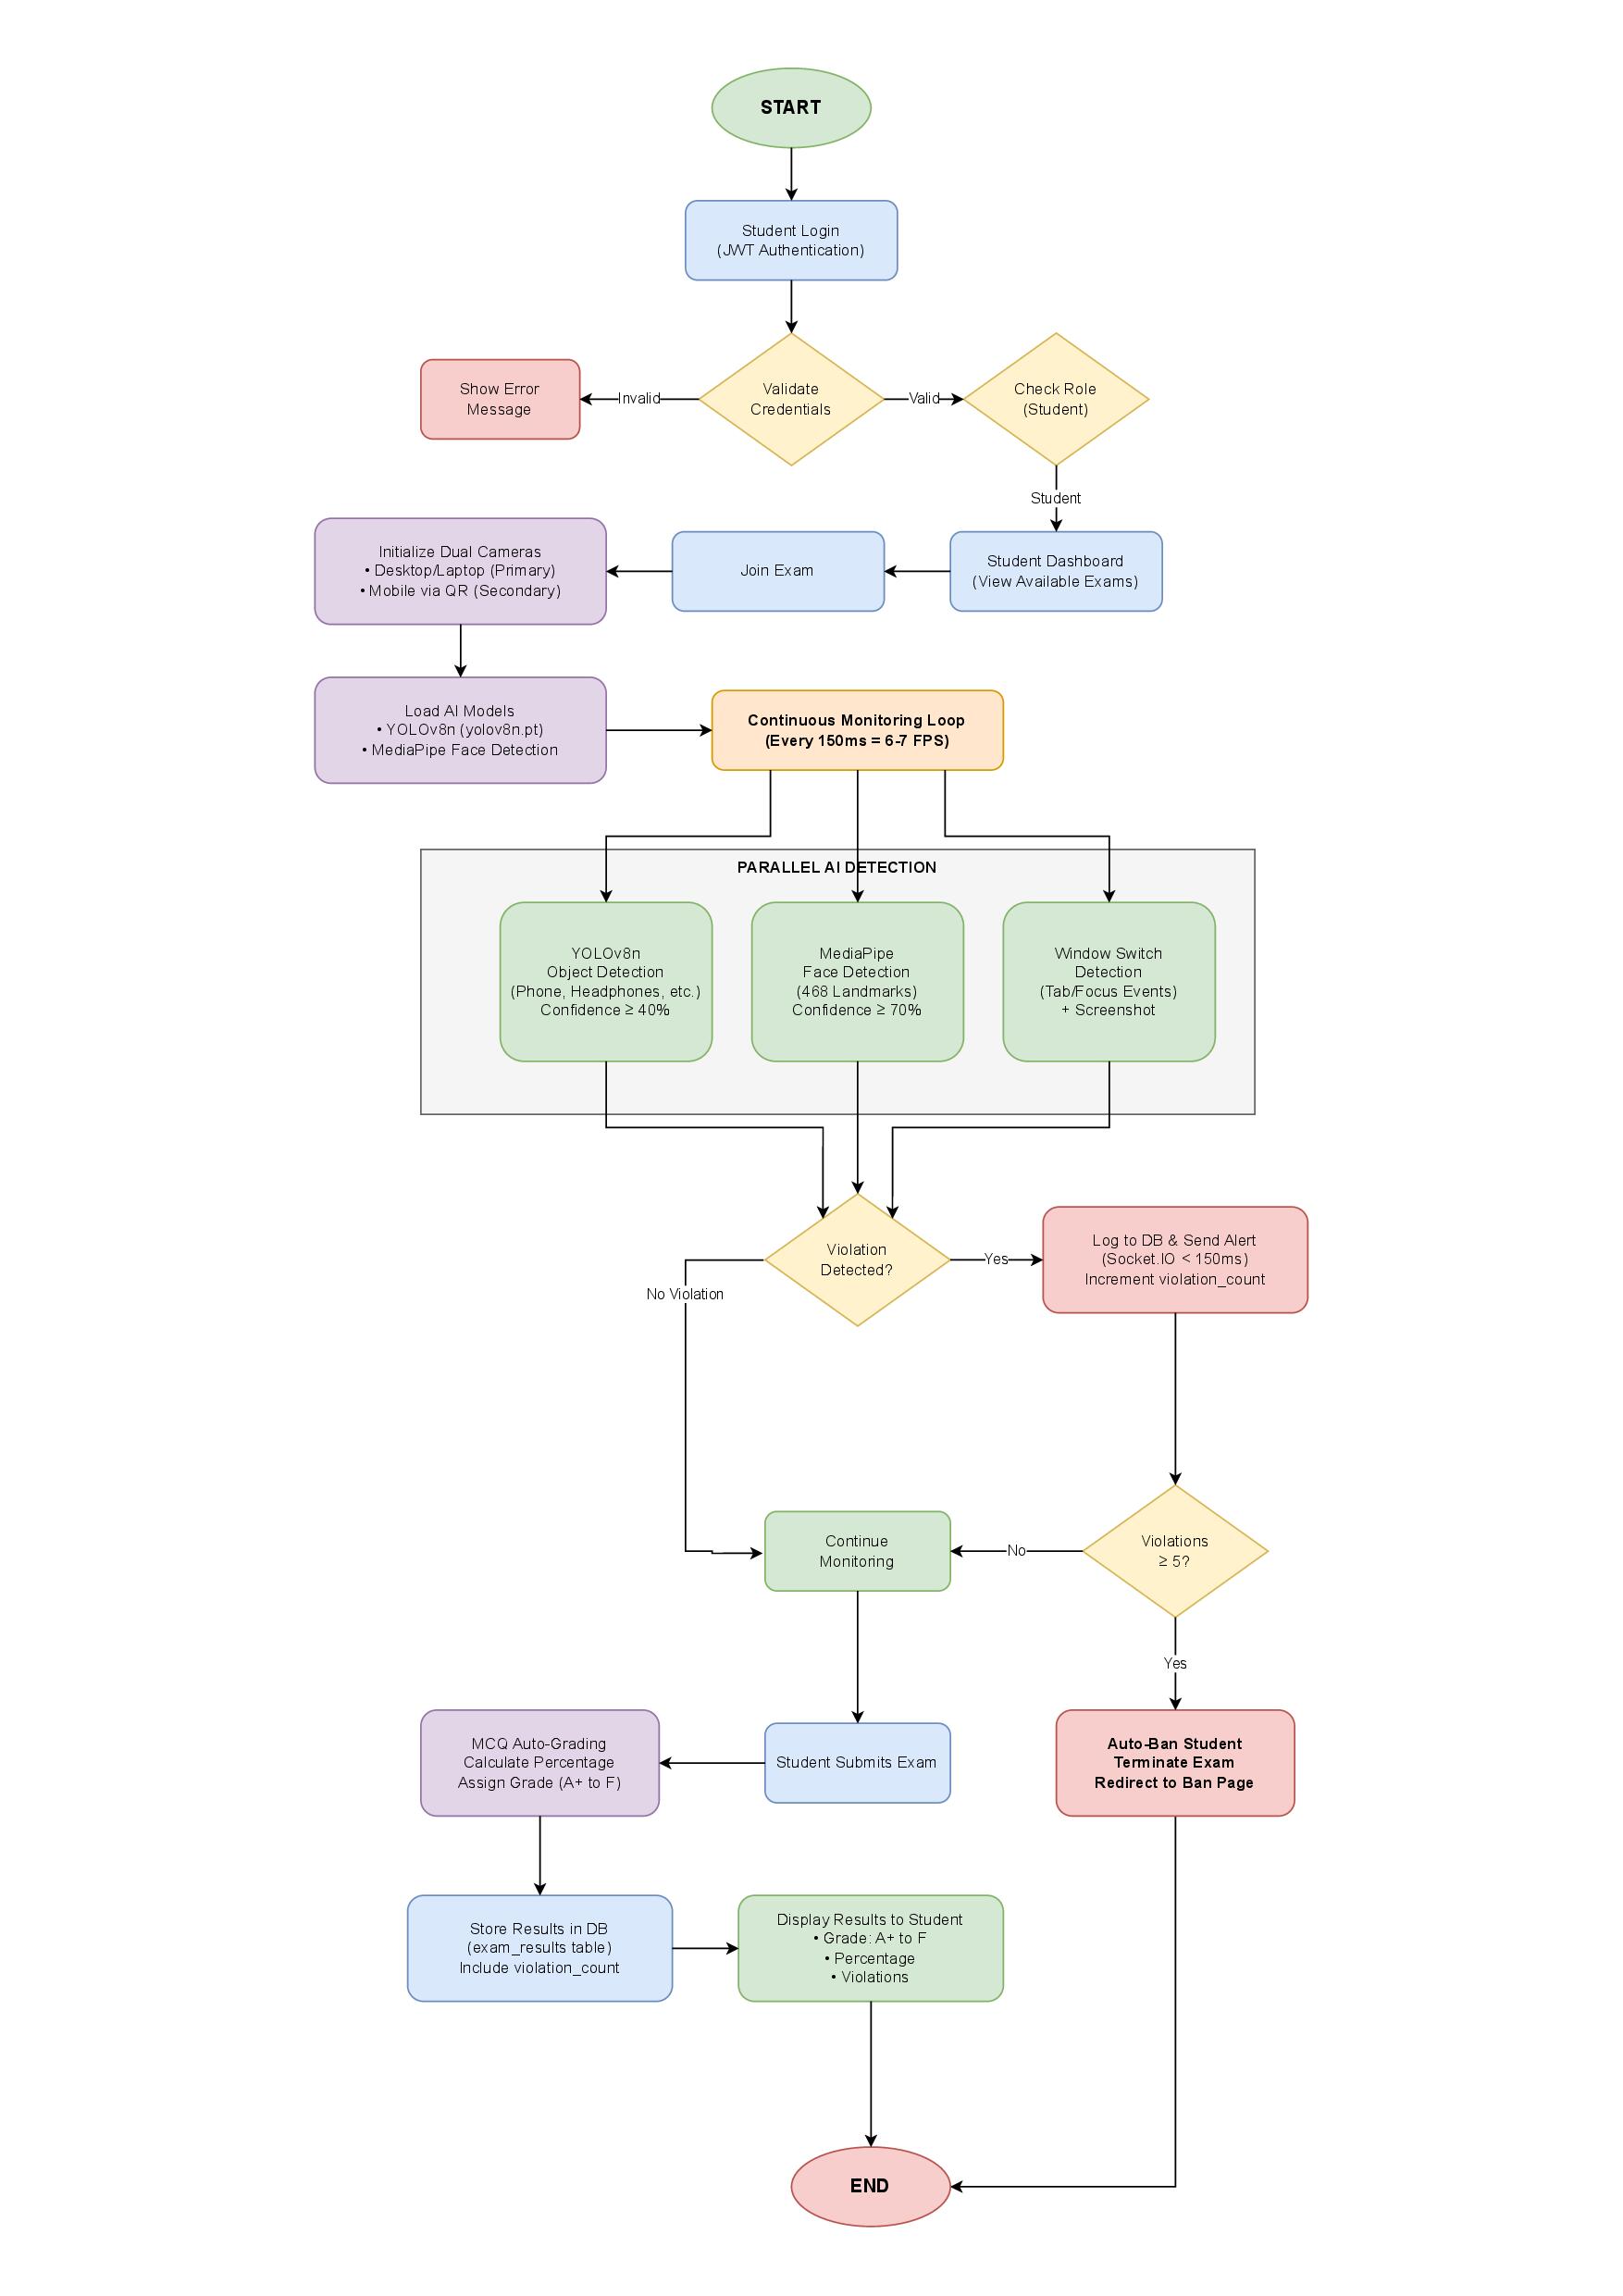 START
Student Login
(JWT Authentication)
Show Error
Message
Invalid
Validate
Credentials
Valid
Check Role
(Student)
Student
Initialize Dual Cameras
• Desktop/Laptop (Primary)
• Mobile via QR (Secondary)
Join Exam
Student Dashboard
(View Available Exams)
Load AI Models
• YOLOv8n (yolov8n.pt)
• MediaPipe Face Detection
Continuous Monitoring Loop
(Every 150ms = 6-7 FPS)
PARALLEL AI DETECTION
YOLOv8n
Object Detection
(Phone, Headphones, etc.)
Confidence ≥ 40%
MediaPipe
Face Detection
(468 Landmarks)
Confidence ≥ 70%
Window Switch
Detection
(Tab/Focus Events)
+ Screenshot
Violation
Detected?
Yes
Log to DB & Send Alert
(Socket.IO < 150ms)
Increment violation_count
No Violation
Continue
Monitoring
No
Violations
≥ 5?
Yes
MCQ Auto-Grading
Calculate Percentage
Assign Grade (A+ to F)
Student Submits Exam
Auto-Ban Student
Terminate Exam
Redirect to Ban Page
Store Results in DB
(exam_results table)
Include violation_count
Display Results to Student
• Grade: A+ to F
• Percentage
• Violations
END